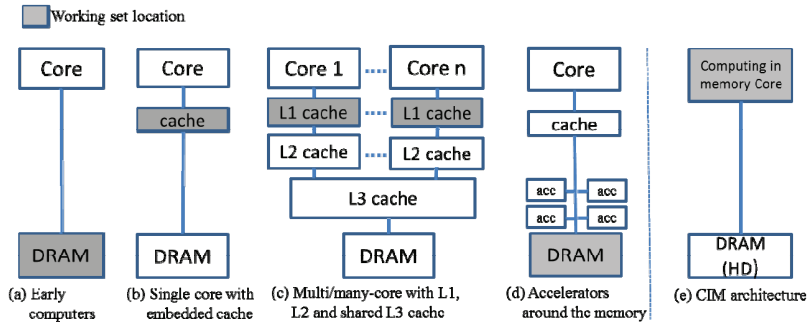 Working set location
Core
DRAM
(a) Early
computers
Core
cache
DRAM
(b) Single core with
embedded cache
Core 1
Core n
L1 cache
L1 cache
L2 cache
L2 cache
L3 cache
DRAM
(c) Multi/many-core with L1,
L2 and shared L3 cache
Core
cache
acc
acc
acc
acc
DRAM
(d) Accelerators
around the memory
Computing in
memory Core
DRAM
(HD)
(e) CIM architecture